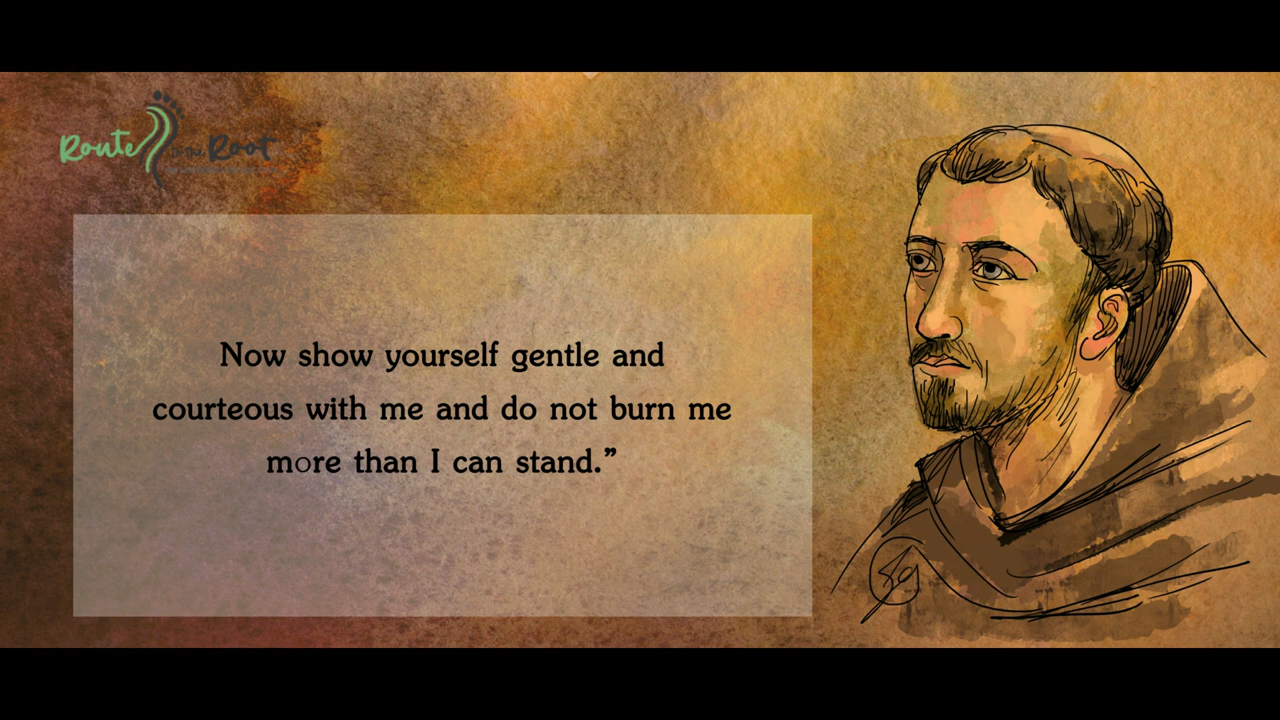 Route Root
Now show yourself gentle and
courteous with me and do not burn me
more than I can stand.”